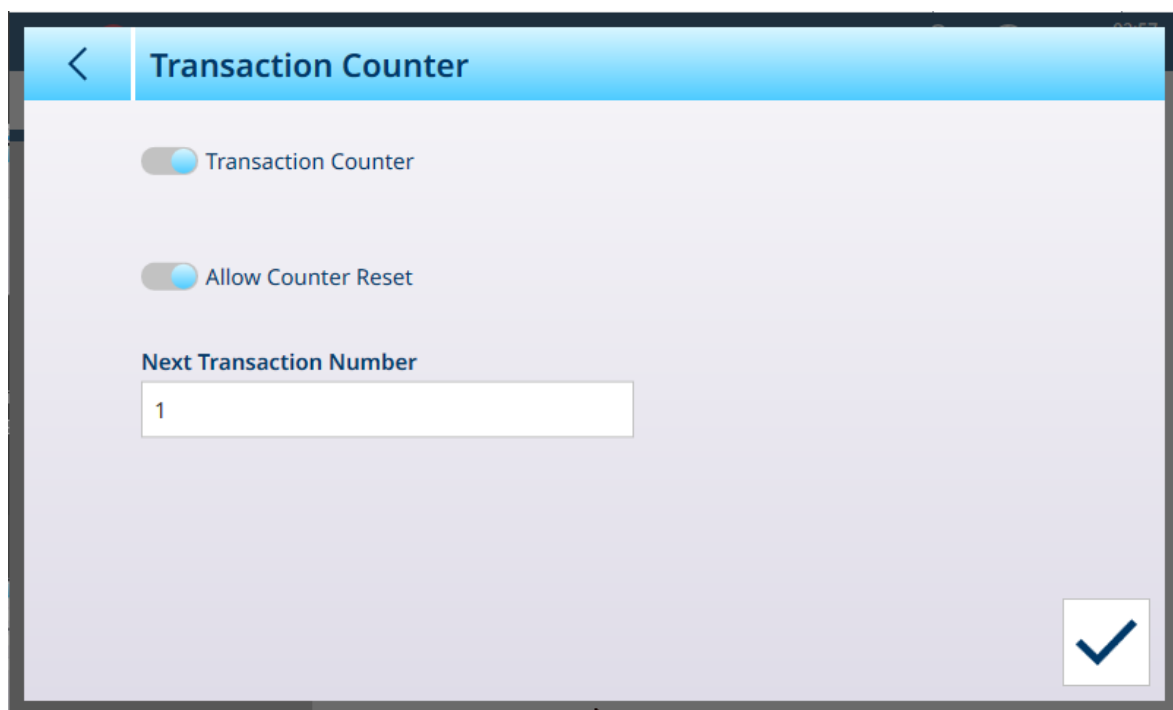 Transaction Counter
Transaction Counter
Allow Counter Reset
Next Transaction Number
1